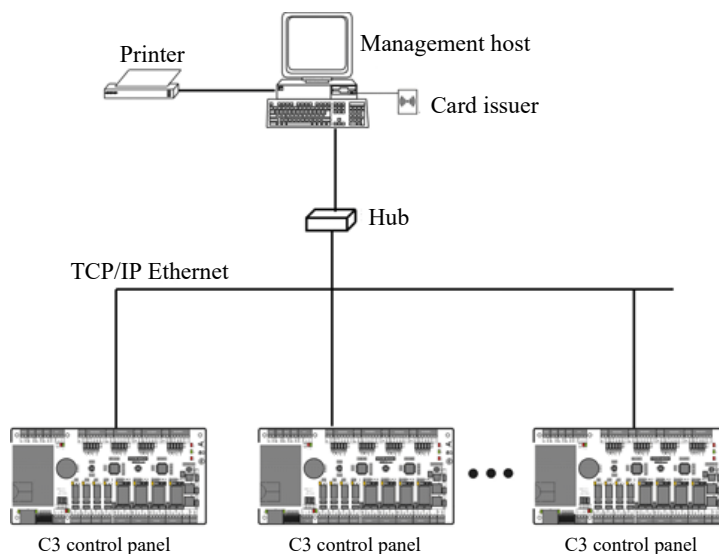 Management host
Printer
Card issuer
Hub
TCP/IP Ethernet
C3 control panel
C3 control panel
C3 control panel